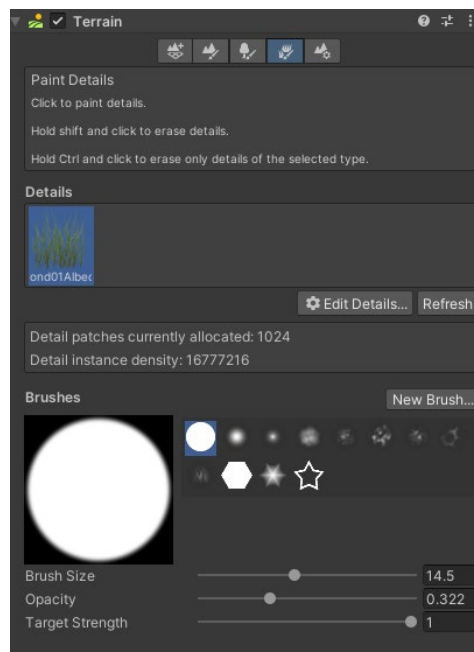 Terrain
Paint Details
Click to paint details.
Hold shift and click to erase details.
Hold Ctrl and click to erase only details of the selected type.
Details
ond01Albec
Edit Details... Refresh
Detail patches currently allocated: 1024
Detail instance density: 16777216
Brushes
New Brush...
Brush Size 14.5
Opacity 0.322
Target Strength 1